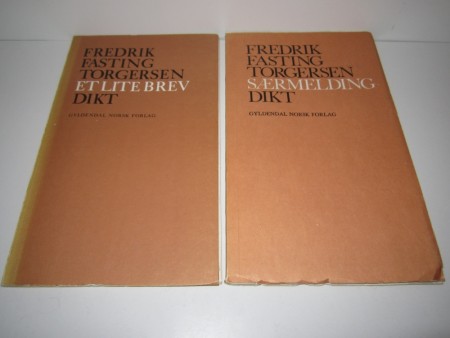 FREDRIK
FASTING
TORGERSEN
ET LITE BREV
DIKT
GYLDENDAL NORSK FORLAG
FREDRIK
FASTING
TORGERSEN
SÆRMELDING
DIKT
GYLDENDAL NORSK FORLAG